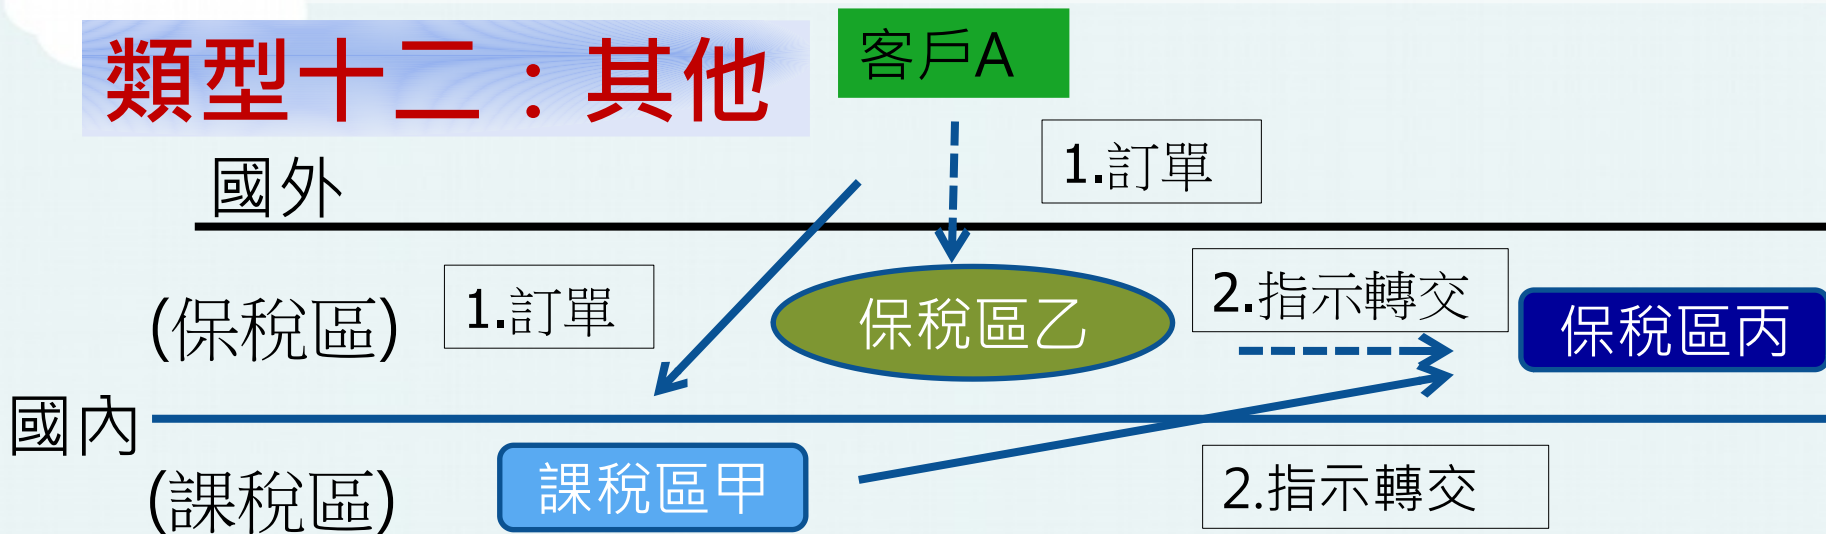 類型十二：其他
客戶A
1.訂單
國外
(保稅區)
1.訂單
保稅區乙
2.指示轉交
保稅區丙
國內
(課稅區)
課稅區甲
2.指示轉交